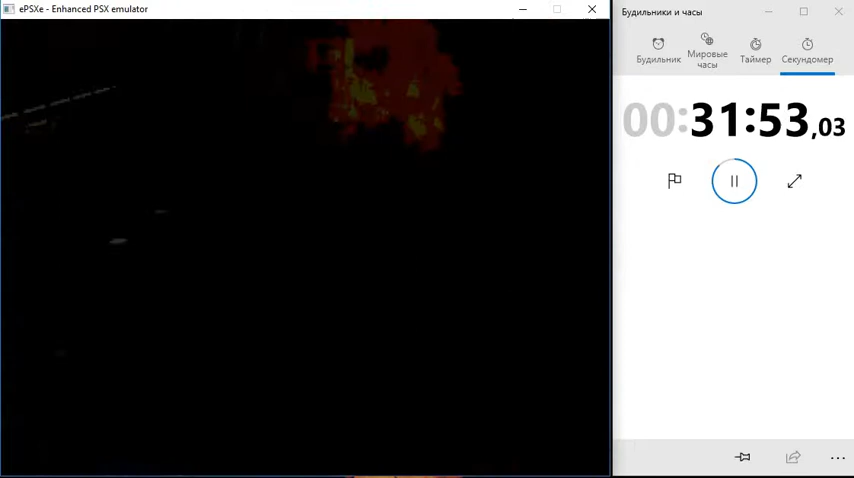 ePSXe - Enhanced PSX emulator
Будильники и часы
Будильник
Мировые
часы
Таймер
Секундомер
00:31:53,03